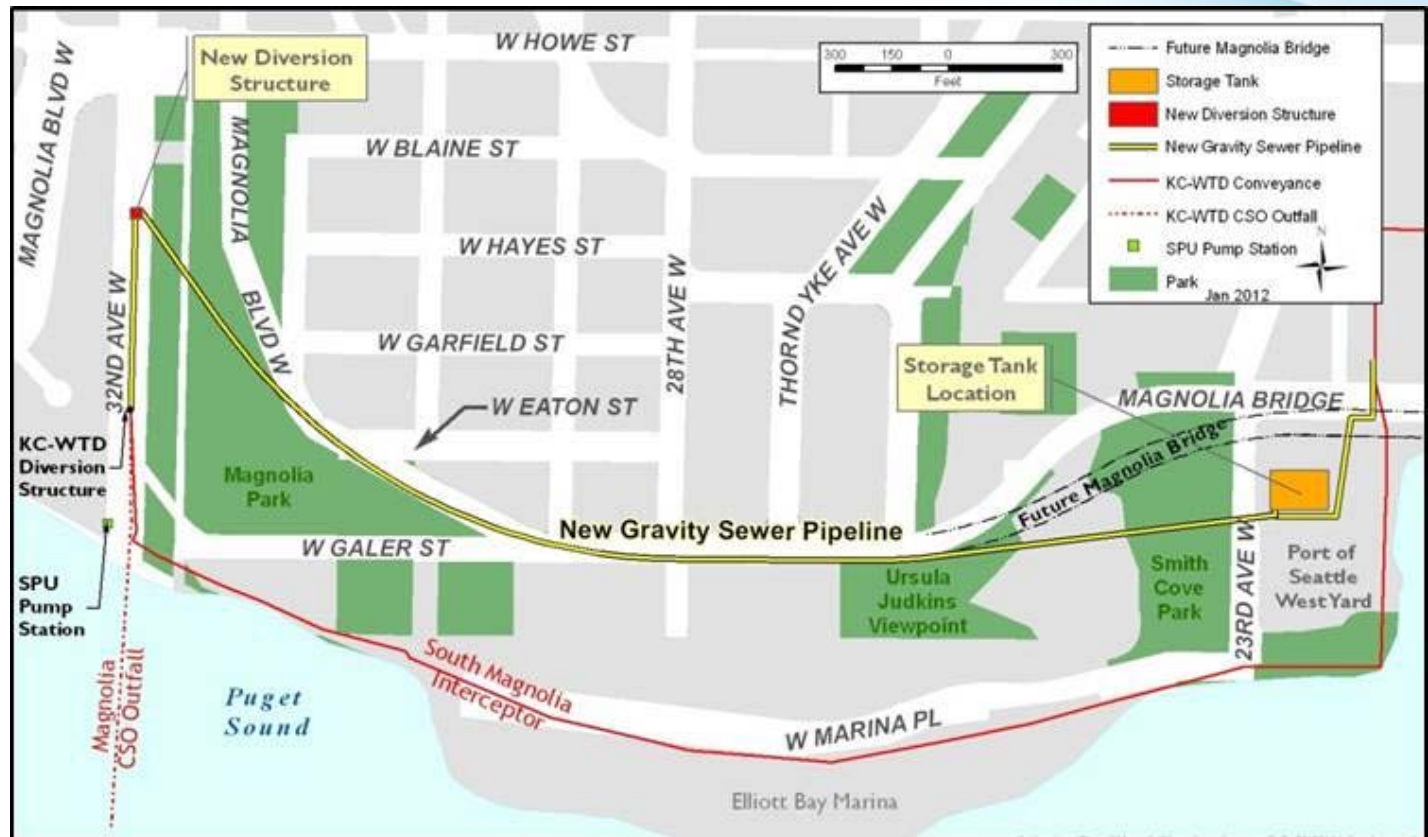 W HOWE ST
New Diversion
Structure
MAGNOLIA BLVD W
MAGNOLIA
BLVD W
W BLAINE ST
W HAYES ST
W GARFIELD ST
W EATON ST
32ND AVE W
28TH AVE W
THORND YKE AVE W
300 150 0 300
Feet
Future Magnolia Bridge
Storage Tank
New Diversion Structure
New Gravity Sewer Pipeline
KC-WTD Conveyance
KC-WTD CSO Outfall
N
SPU Pump Station
Park
Jan 2012
Storage Tank
Location
MAGNOLIA BRIDGE
Future Magnolia Bridge
KC-WTD
Diversion
Structure
Magnolia
Park
New Gravity Sewer Pipeline
W GALER ST
SPU
Pump
Station
Ursula
Judkins
Viewpoint
Smith
Cove
Park
23RD AVE W
Port of
Seattle
West Yard
Magnolia
CSO Outfall
Puget
Sound
South Magnolia
Interceptor
W MARINA PL
Elliott Bay Marina